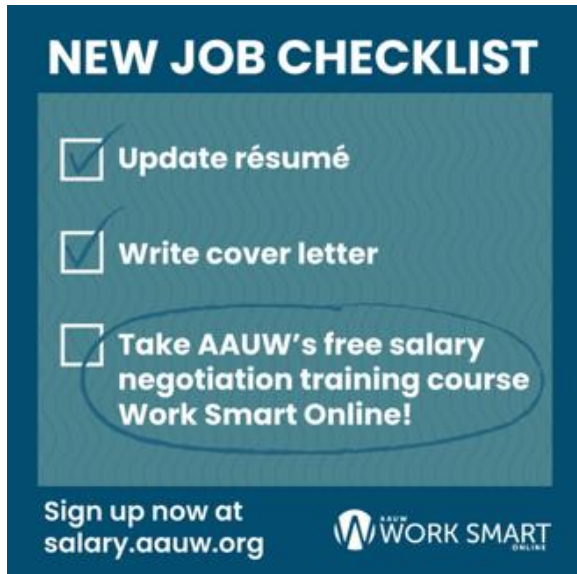 NEW JOB CHECKLIST
Update résumé
Write cover letter
Take AAUW’s free salary
negotiation training course
Work Smart Online!
Sign up now at
salary.aauw.org
AAUW
WORK SMART
ONLINE